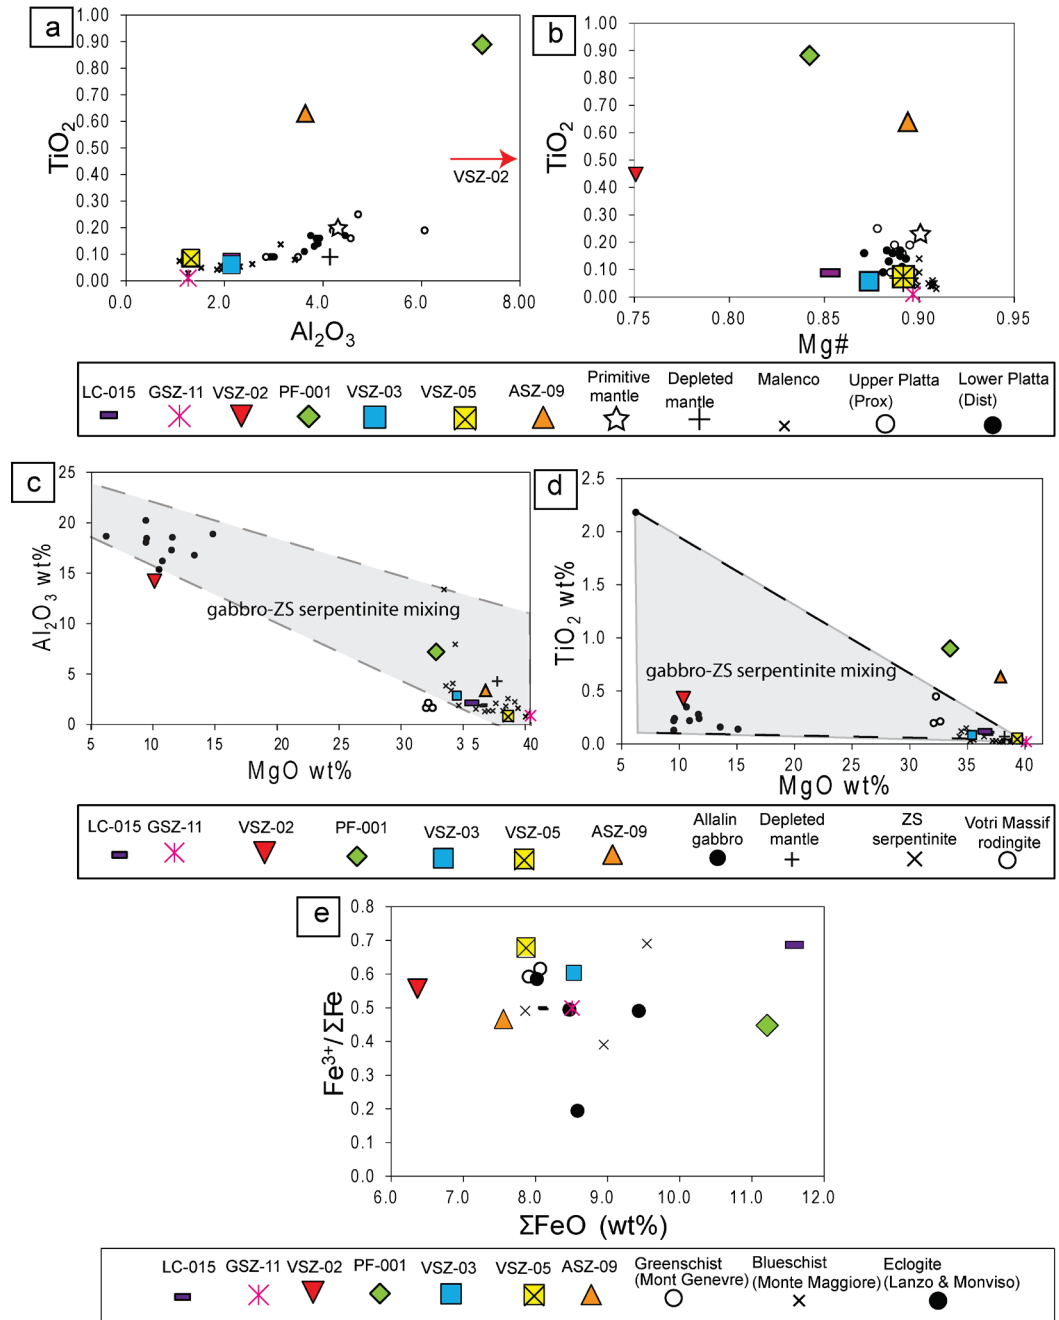 a
1.00
0.90
0.80
0.70
0.60
0.50
0.40
0.30
0.20
0.10
0.00
TiO2
VSZ-02
0.0 2.0 4.0 6.0 8.00
Al2O3
b
1.00
0.90
0.80
0.70
0.60
0.50
0.40
0.30
0.20
0.10
0.00
TiO2
0.75 0.80 0.85 0.90 0.95
Mg#
LC-015 GSZ-11 VSZ-02 PF-001 VSZ-03 VSZ-05 ASZ-09 Primitive mantle Depleted mantle Malenco Upper Platta (Prox) Lower Platta (Dist)
c
25
20
15
10
5
0
Al2O3 wt%
gabbro-ZS serpentinite mixing
5 10 15 20 25 30 35 40
MgO wt%
d
2.5
2.0
1.5
1.0
0.5
0.0
TiO2 wt%
gabbro-ZS serpentinite mixing
5 10 15 20 25 30 35 40
MgO wt%
LC-015 GSZ-11 VSZ-02 PF-001 VSZ-03 VSZ-05 ASZ-09 Allalin gabbro Depleted mantle ZS serpentinite Votri Massif rodingite
e
0.8
0.7
0.6
0.5
0.4
0.3
0.2
0.1
0.0
Fe3+/ΣFe
6.0 7.0 8.0 9.0 10.0 11.0 12.0
ΣFeO (wt%)
LC-015 GSZ-11 VSZ-02 PF-001 VSZ-03 VSZ-05 ASZ-09 Greenschist (Mont Genevre) Blueschist (Monte Maggiore) Eclogite (Lanzo & Monviso)